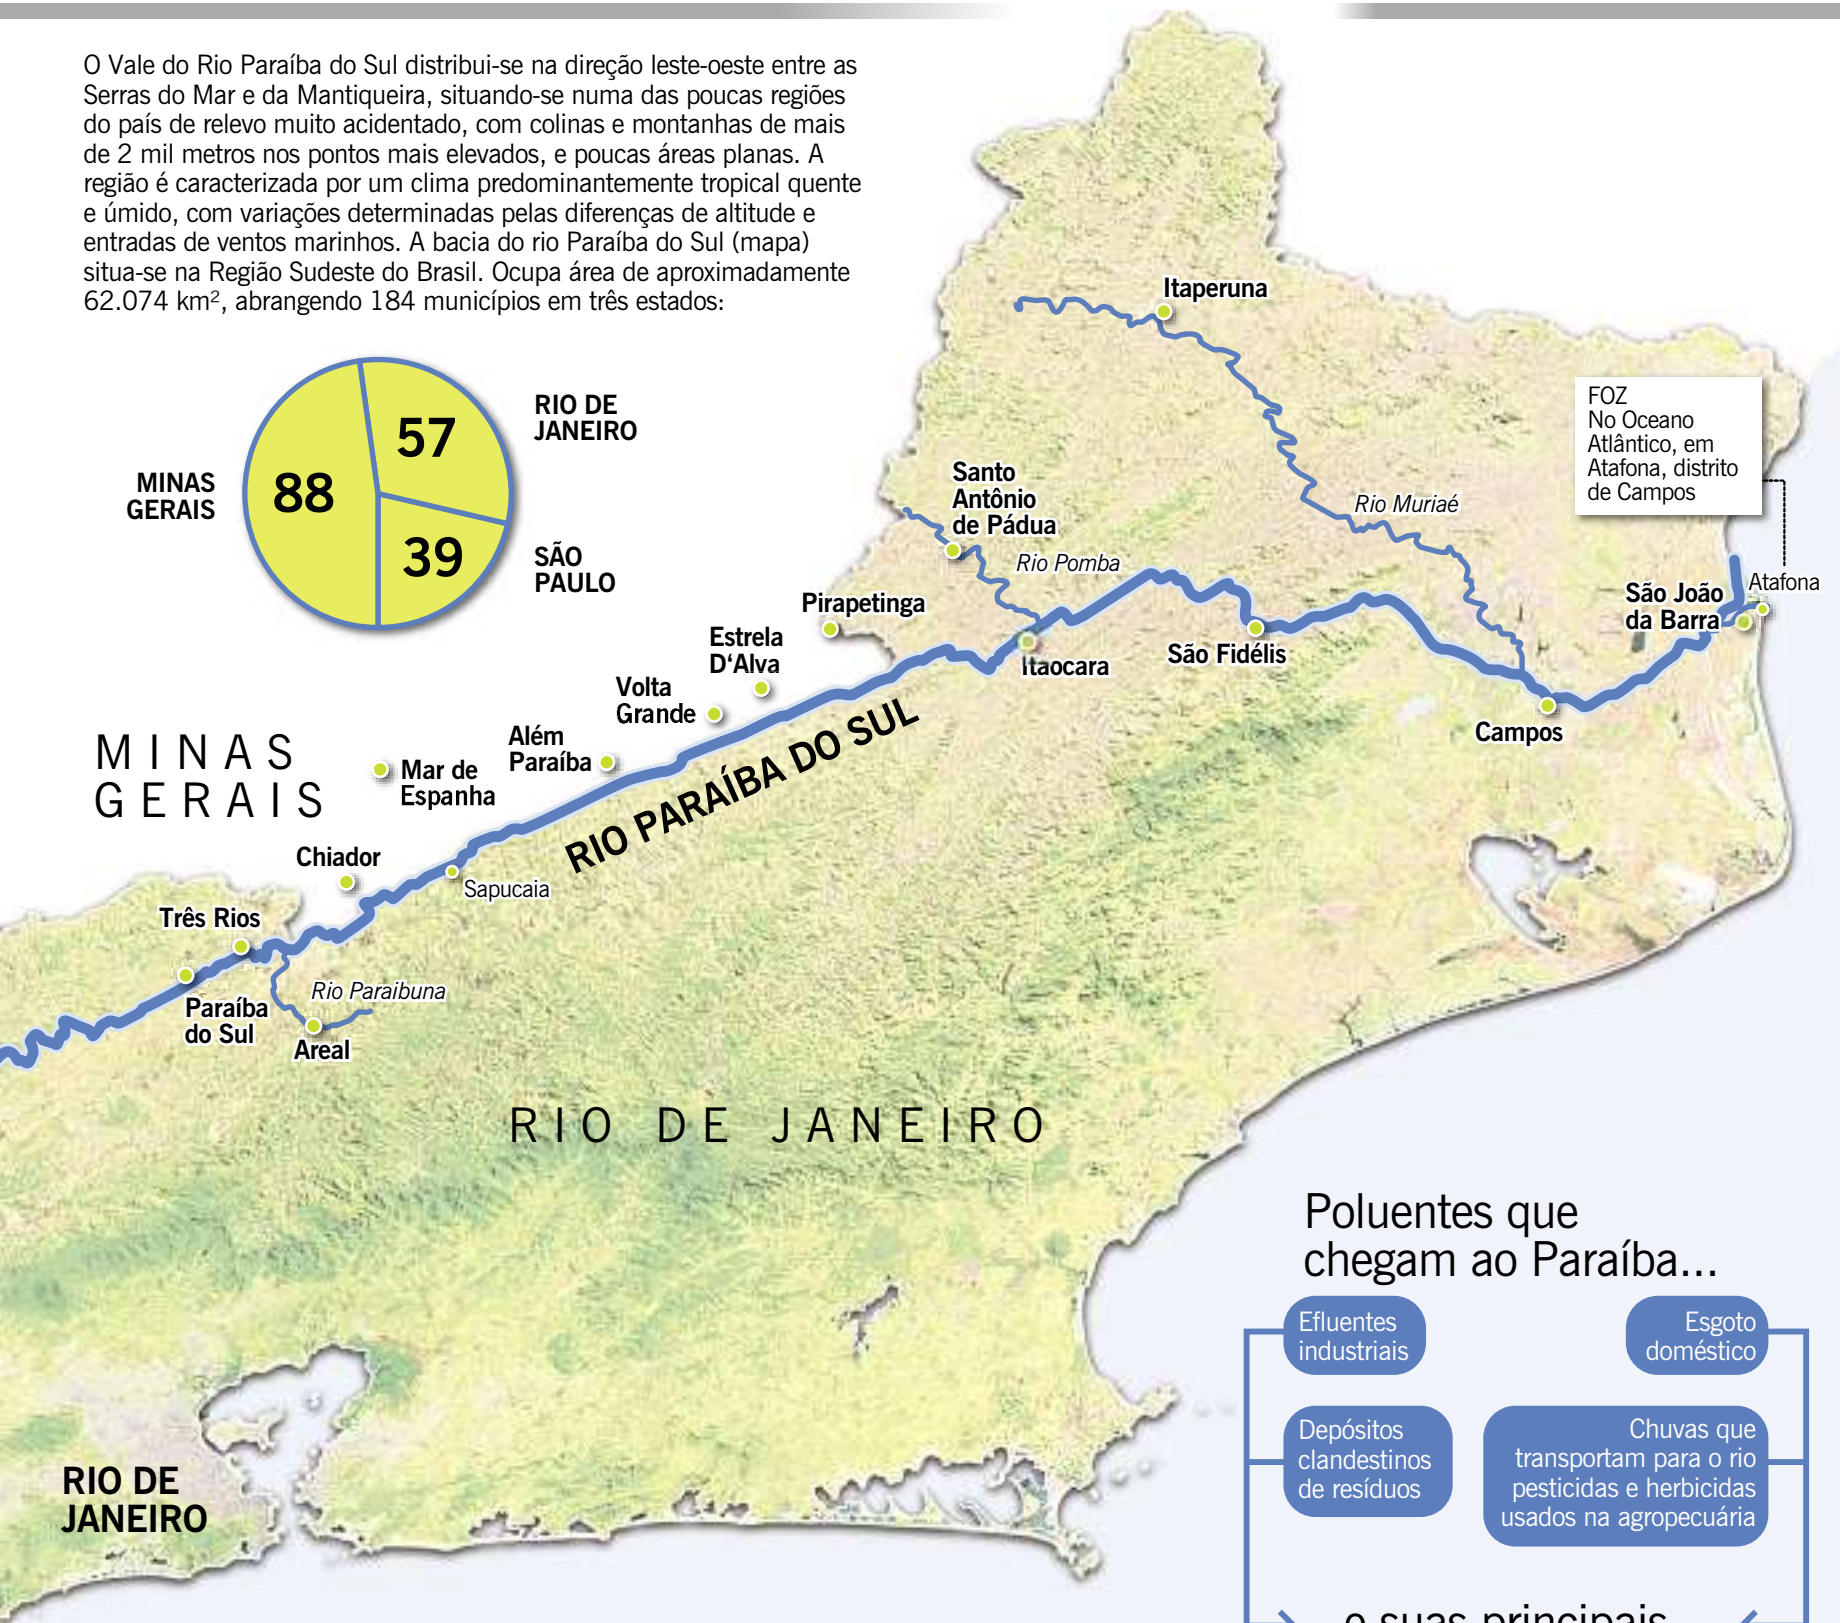 O Vale do Rio Paraíba do Sul distribui-se na direção leste-oeste entre as
Serras do Mar e da Mantiqueira, situando-se numa das poucas regiões
do país de relevo muito acidentado, com colinas e montanhas de mais
de 2 mil metros nos pontos mais elevados, e poucas áreas planas. A
região é caracterizada por um clima predominantemente tropical quente
e úmido, com variações determinadas pelas diferenças de altitude e
entradas de ventos marinhos. A bacia do rio Paraíba do Sul (mapa)
situa-se na Região Sudeste do Brasil. Ocupa área de aproximadamente
62.074 km², abrangendo 184 municípios em três estados:
MINAS
GERAIS
88
57
39
RIO DE
JANEIRO
SÃO
PAULO
Itaperuna
FOZ
No Oceano
Atlântico, em
Atafona, distrito
de Campos
Santo
Antônio
de Pádua
Rio Muriaé
Rio Pomba
Atafona
São João
da Barra
Pirapetinga
Estrela
D‘Alva
São Fidélis
Itaocara
Volta
Grande
Campos
Além
Paraíba
RIO PARAÍBA DO SUL
MINAS
GERAIS
Mar de
Espanha
Chiador
Sapucaia
Três Rios
Rio Paraibuna
Paraíba
do Sul
Areal
RIO DE JANEIRO
RIO DE
JANEIRO
Poluentes que
chegam ao Paraíba...
Efluentes
industriais
Esgoto
doméstico
Depósitos
clandestinos
de resíduos
Chuvas que
transportam para o rio
pesticidas e herbicidas
usados na agropecuária
e suas principais